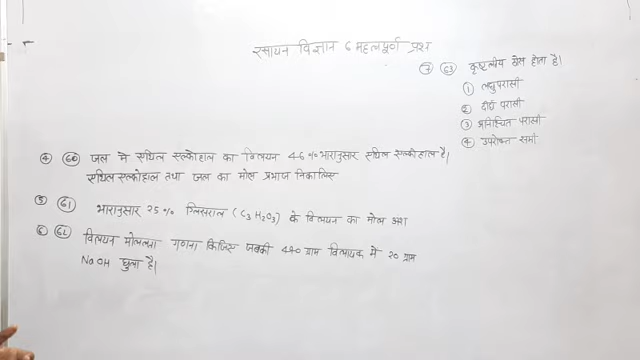 रसायन विज्ञान 6 महत्वपूर्ण प्रश्न
④ 60 जल मे एथिल एल्कोहाल का विलयन 46% भारानुसार एथिल एल्कोहाल है।
एथिल एल्कोहाल तथा जल का मोल प्रभाज निकालिए
⑤ 61 भारानुसार 25% ग्लिसराल (C3H2O3) के विलयन का मोल अंश
⑥ 62 विलयन मोललता गणना किजिए जबकी 440 ग्राम विलायक मे 20 ग्राम
NaOH घुला है।
⑦ 63 कृष्टलीय ठोस होता है।
① लघुपरासी
② दीर्घ परासी
③ अनिश्चित परासी
④ उपरोक्त सभी